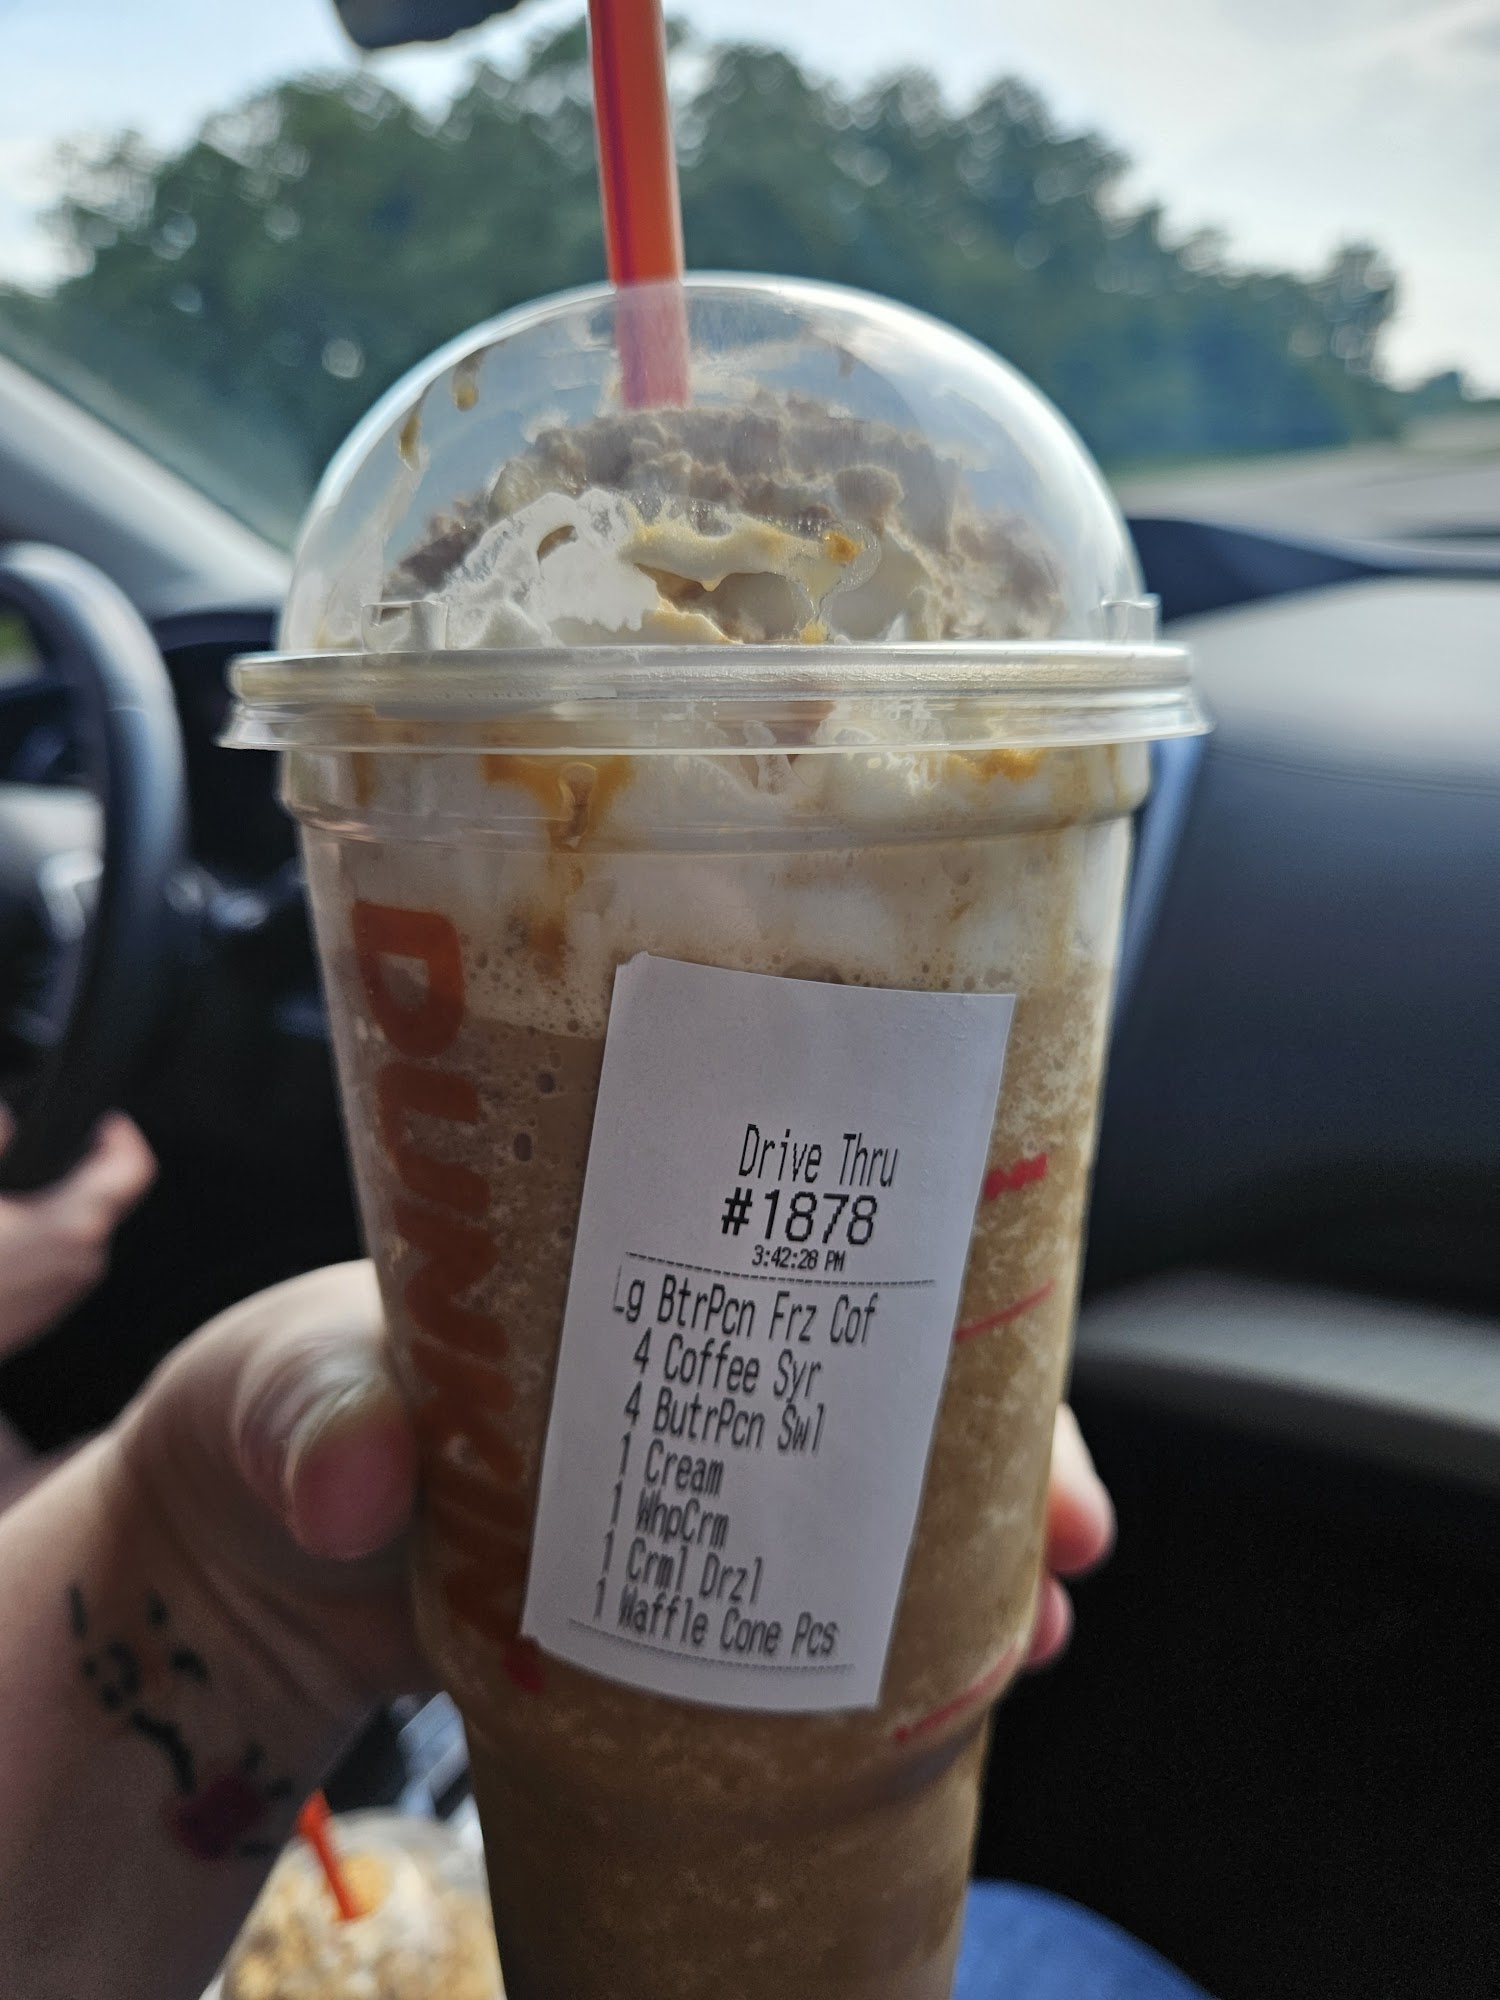 DUNKIN'
Drive Thru
#1878
3:42:28 PM
Lg BtrPcn Frz Cof
4 Coffee Syr
4 ButrPcn Swl
1 Cream
1 WhpCrm
1 Crml Drzl
1 Waffle Cone Pcs